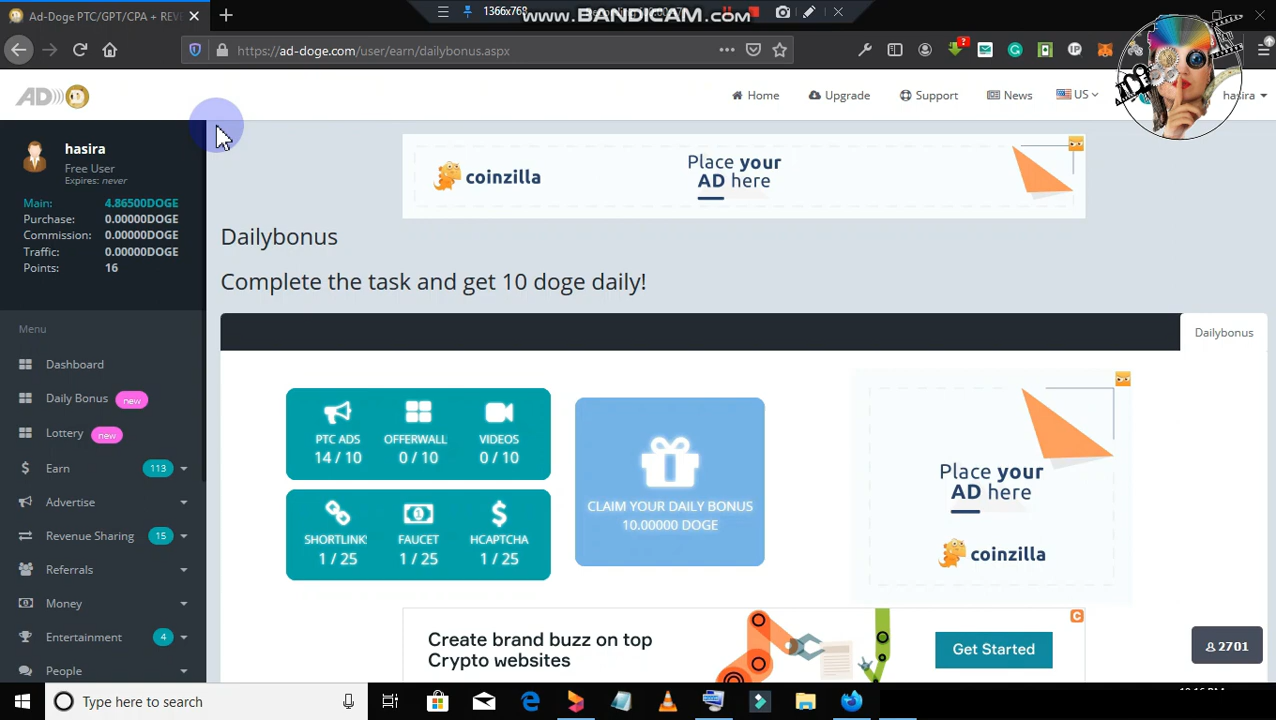 Ad-Doge PTC/GPT/CPA + REV
1366x768
www.BANDICAM.com
https://ad-doge.com/user/earn/dailybonus.aspx
AD
Home
Upgrade
Support
News
US
hasira
hasira
Free User
Expires: never
Main: 4.86500DOGE
Purchase: 0.00000DOGE
Commission: 0.00000DOGE
Traffic: 0.00000DOGE
Points: 16
Menu
Dashboard
Daily Bonus new
Lottery new
Earn 113
Advertise
Revenue Sharing 15
Referrals
Money
Entertainment 4
People
coinzilla
Place your
AD here
Dailybonus
Complete the task and get 10 doge daily!
Dailybonus
PTC ADS
14 / 10
OFFERWALL
0 / 10
VIDEOS
0 / 10
SHORTLINKS
1 / 25
FAUCET
1 / 25
HCAPTCHA
1 / 25
CLAIM YOUR DAILY BONUS
10.00000 DOGE
Place your
AD here
coinzilla
Create brand buzz on top
Crypto websites
Get Started
2701
Type here to search